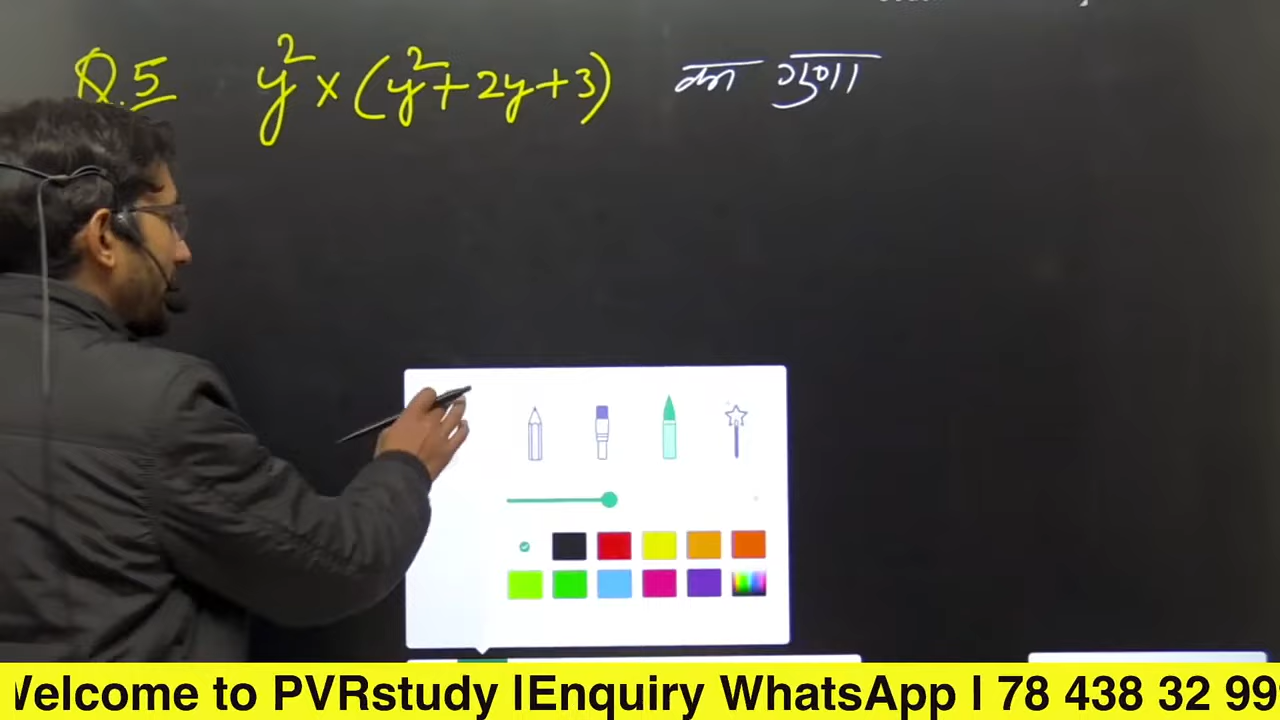 Q.5 y² × (y² + 2y + 3) का गुणा
Welcome to PVRstudy |Enquiry WhatsApp | 78 438 32 99